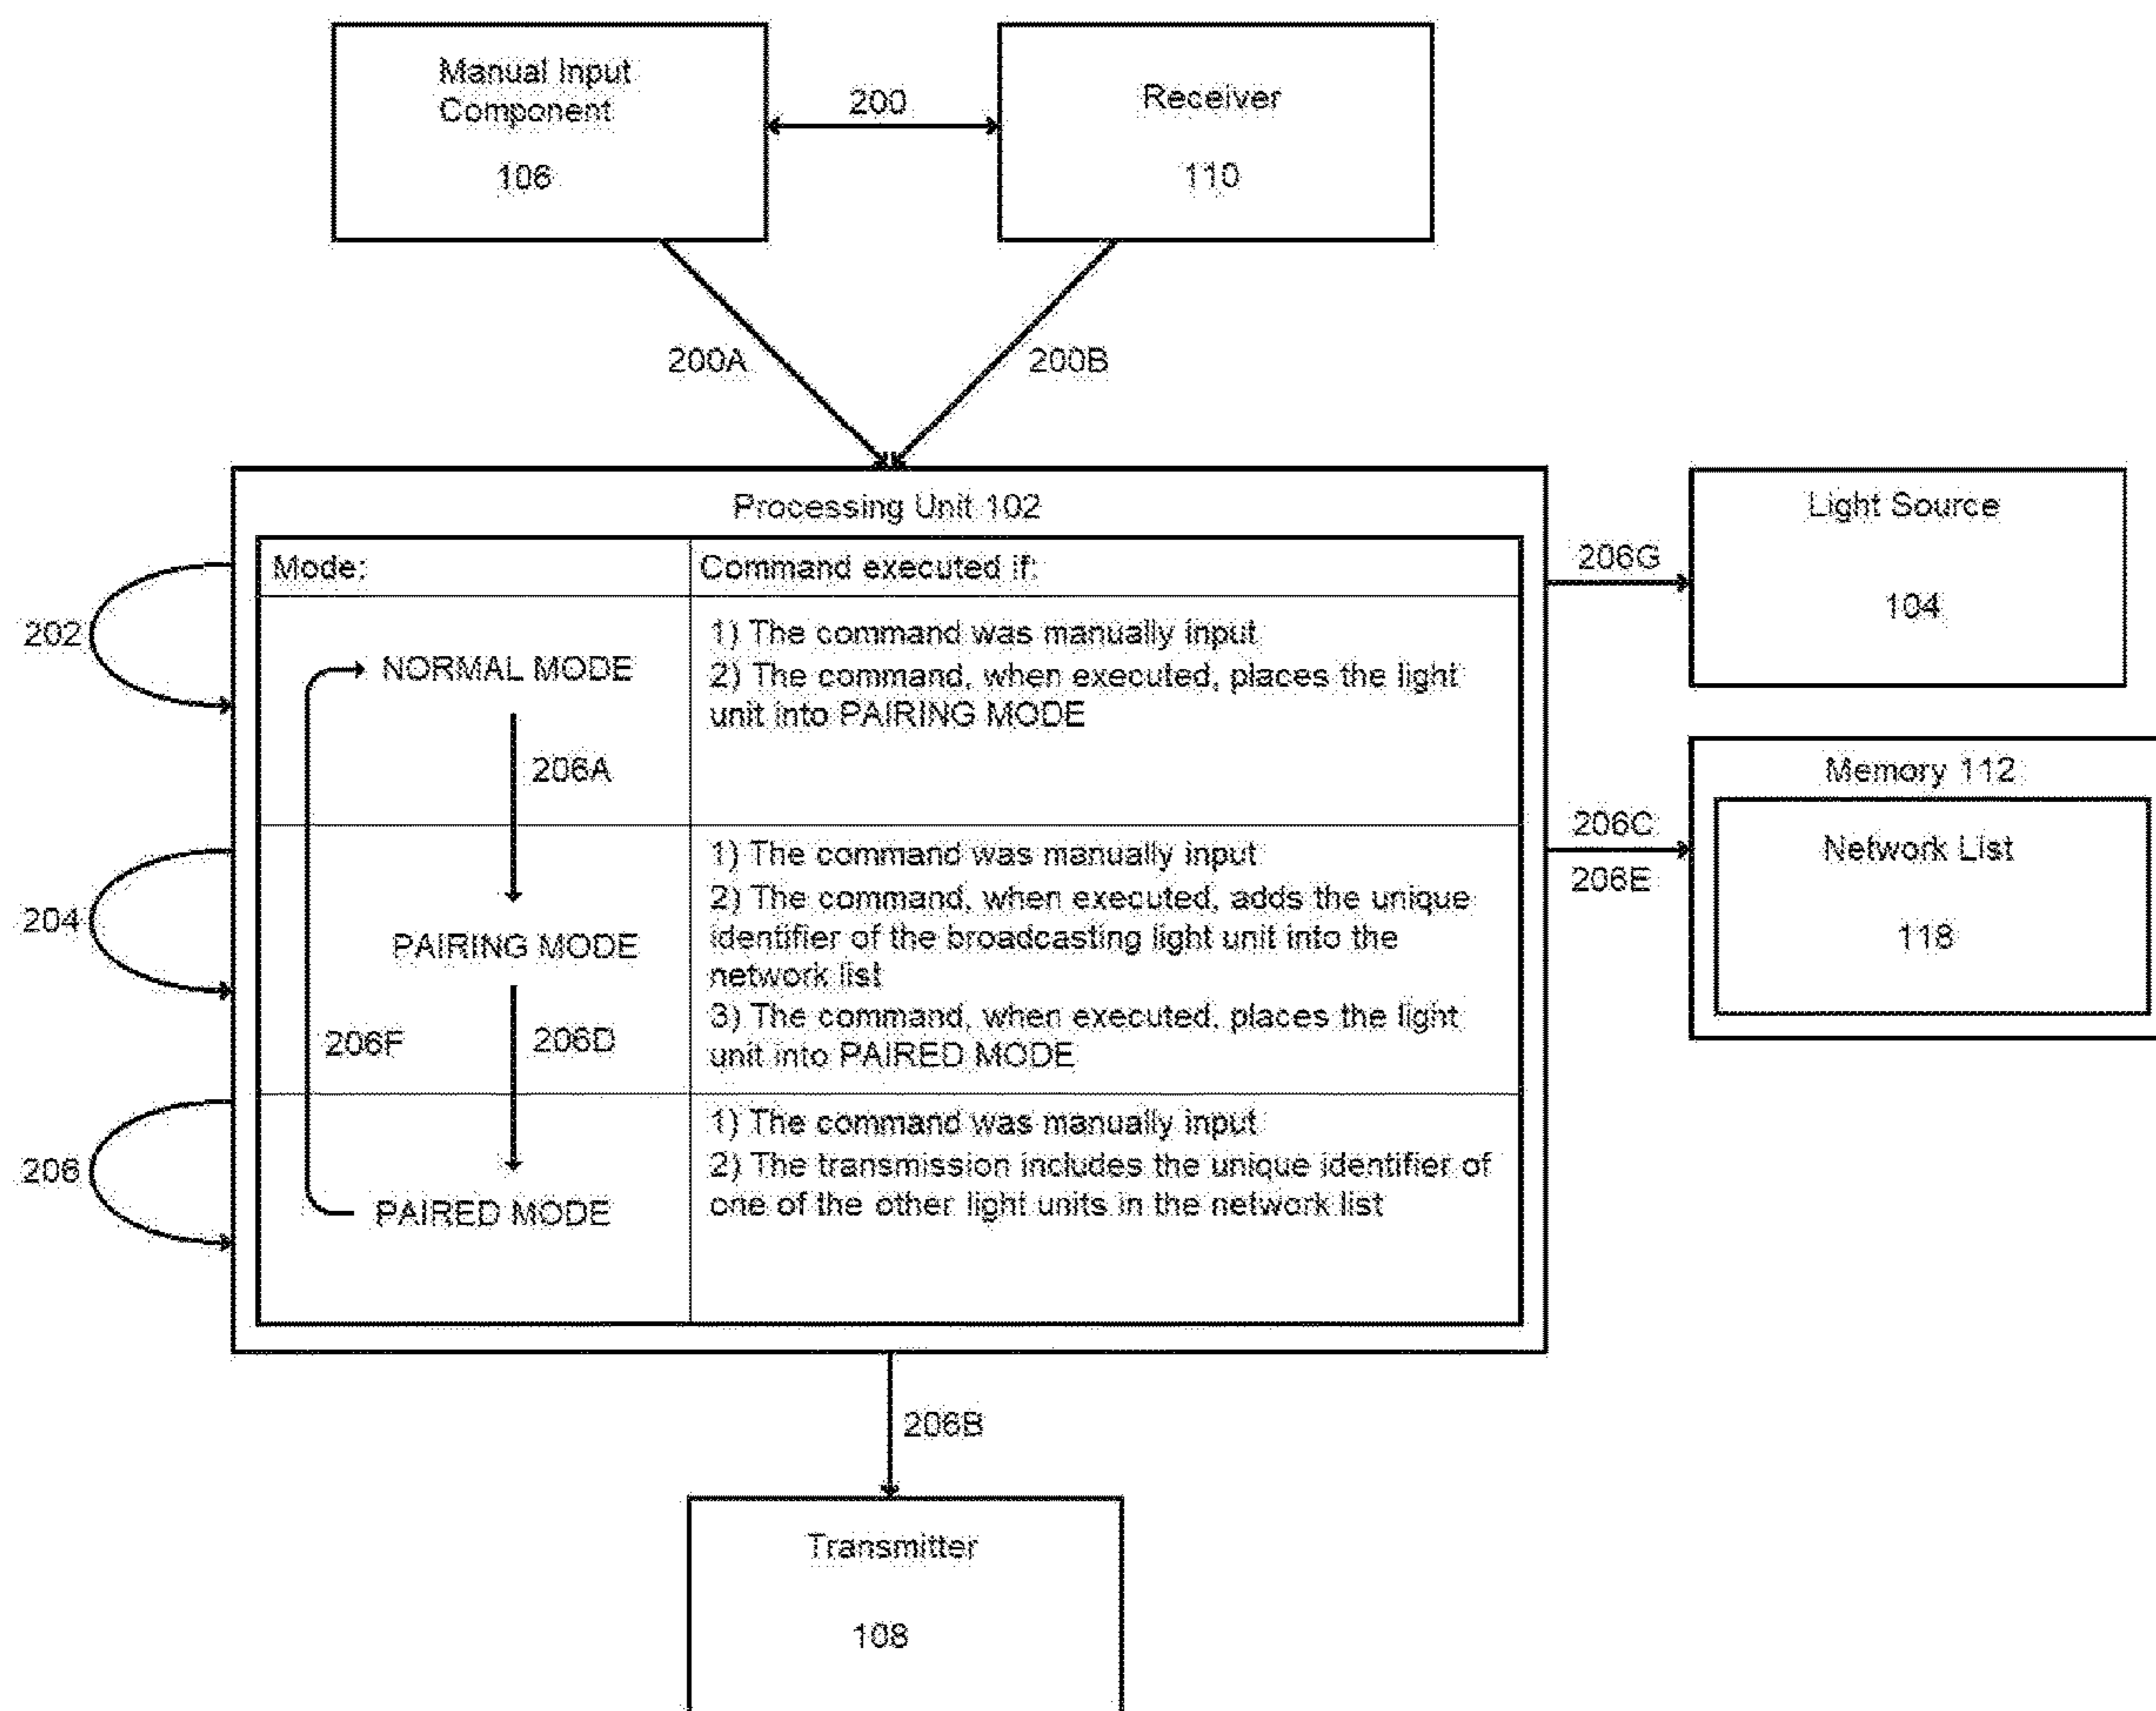 Manual Input
Component
106
200
Receiver
110
200A
200B
Processing Unit 102
Mode:
Command executed if:
202
NORMAL MODE
206A
1) The command was manually input
2) The command, when executed, places the light
unit into PAIRING MODE
204
PAIRING MODE
206F
206D
1) The command was manually input
2) The command, when executed, adds the unique
identifier of the broadcasting light unit into the
network list
3) The command, when executed, places the light
unit into PAIRED MODE
206
PAIRED MODE
1) The command was manually input
2) The transmission includes the unique identifier of
one of the other light units in the network list
206G
Light Source
104
206C
206E
Memory 112
Network List
118
206B
Transmitter
108